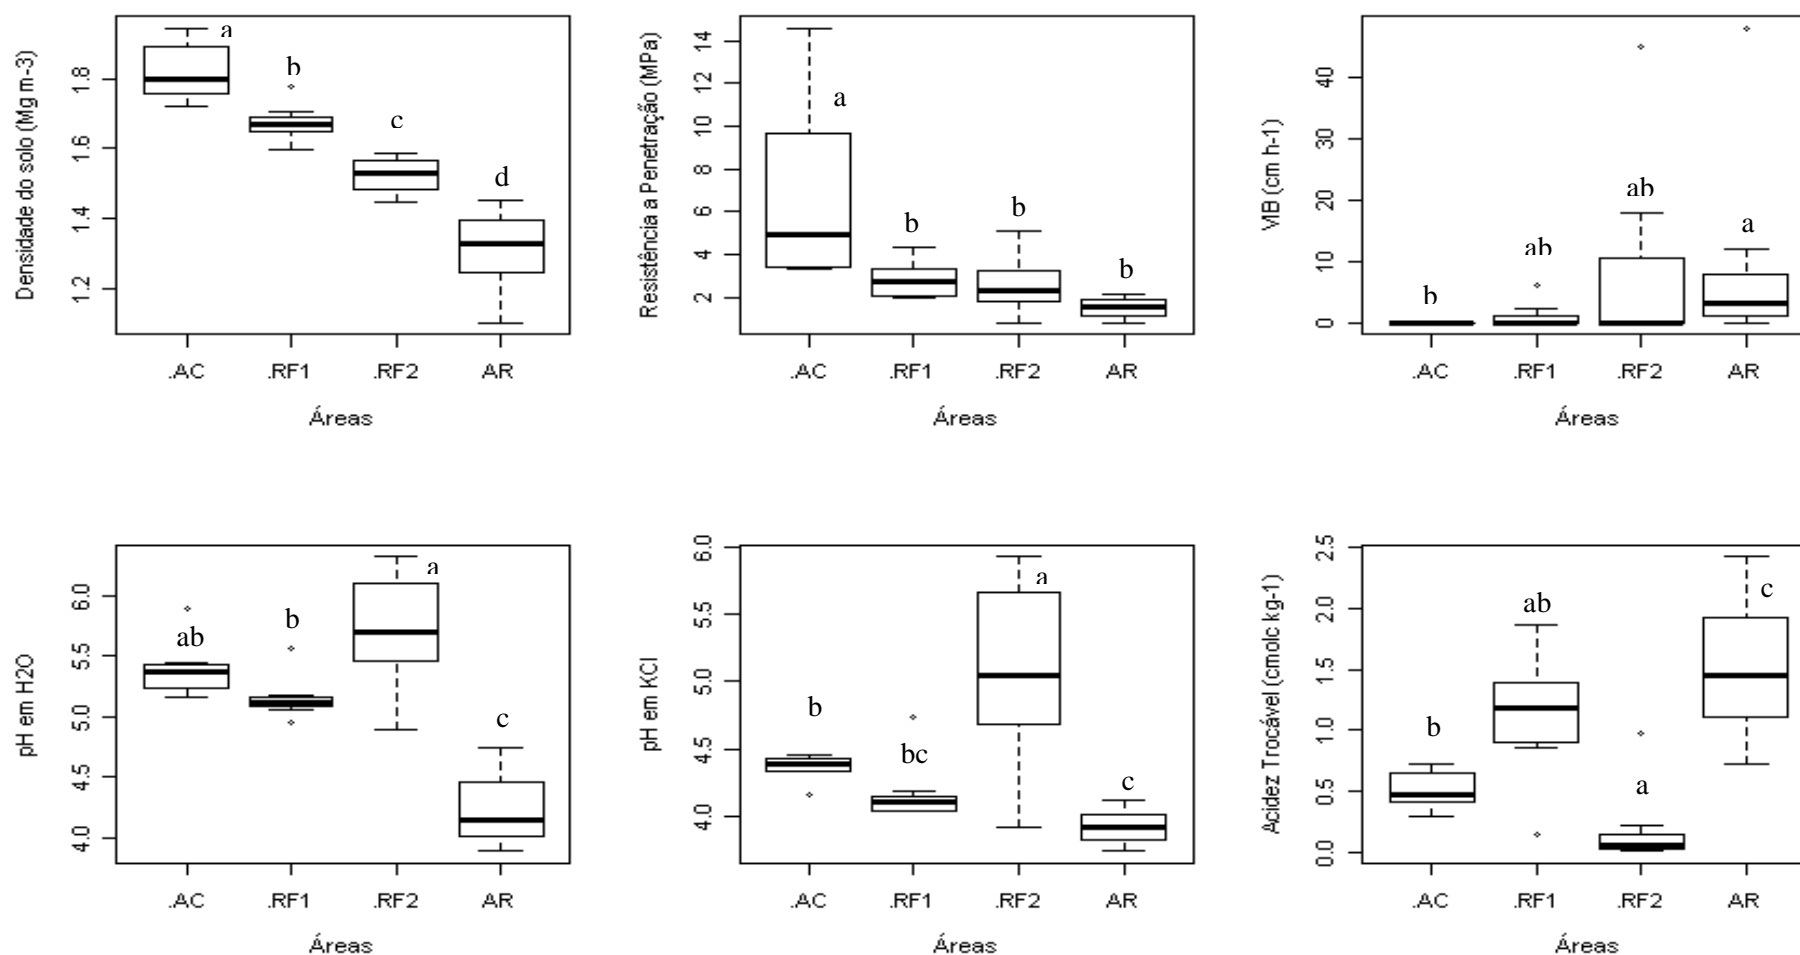 Densidade do solo (Mg m-3)
1.2 1.4 1.6 1.8
a
b
c
d
.AC .RF1 .RF2 AR
Áreas
Resistência a Penetração (MPa)
2 4 6 8 10 12 14
a
b
b
b
.AC .RF1 .RF2 AR
Áreas
VIB (cm h-1)
0 10 20 30 40
b
ab
ab
a
.AC .RF1 .RF2 AR
Áreas
pH em H2O
4.0 4.5 5.0 5.5 6.0
ab
b
a
c
.AC .RF1 .RF2 AR
Áreas
pH em KCl
4.0 4.5 5.0 5.5 6.0
b
bc
a
c
.AC .RF1 .RF2 AR
Áreas
Acidez Trocável (cmolc kg-1)
0.0 0.5 1.0 1.5 2.0 2.5
b
ab
a
c
.AC .RF1 .RF2 AR
Áreas